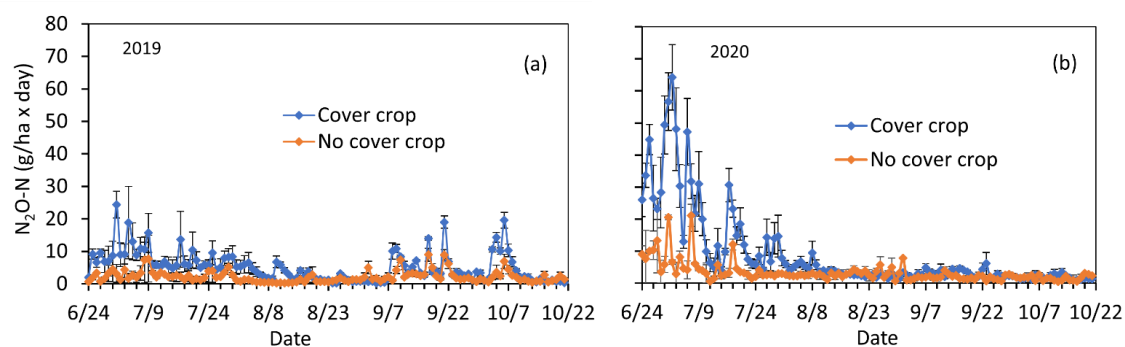 80
70
60
50
40
30
20
10
0
N₂O-N (g/ha x day)
2019
(a)
Cover crop
No cover crop
6/24 7/9 7/24 8/8 8/23 9/7 9/22 10/7 10/22
Date
2020
(b)
Cover crop
No cover crop
6/24 7/9 7/24 8/8 8/23 9/7 9/22 10/7 10/22
Date